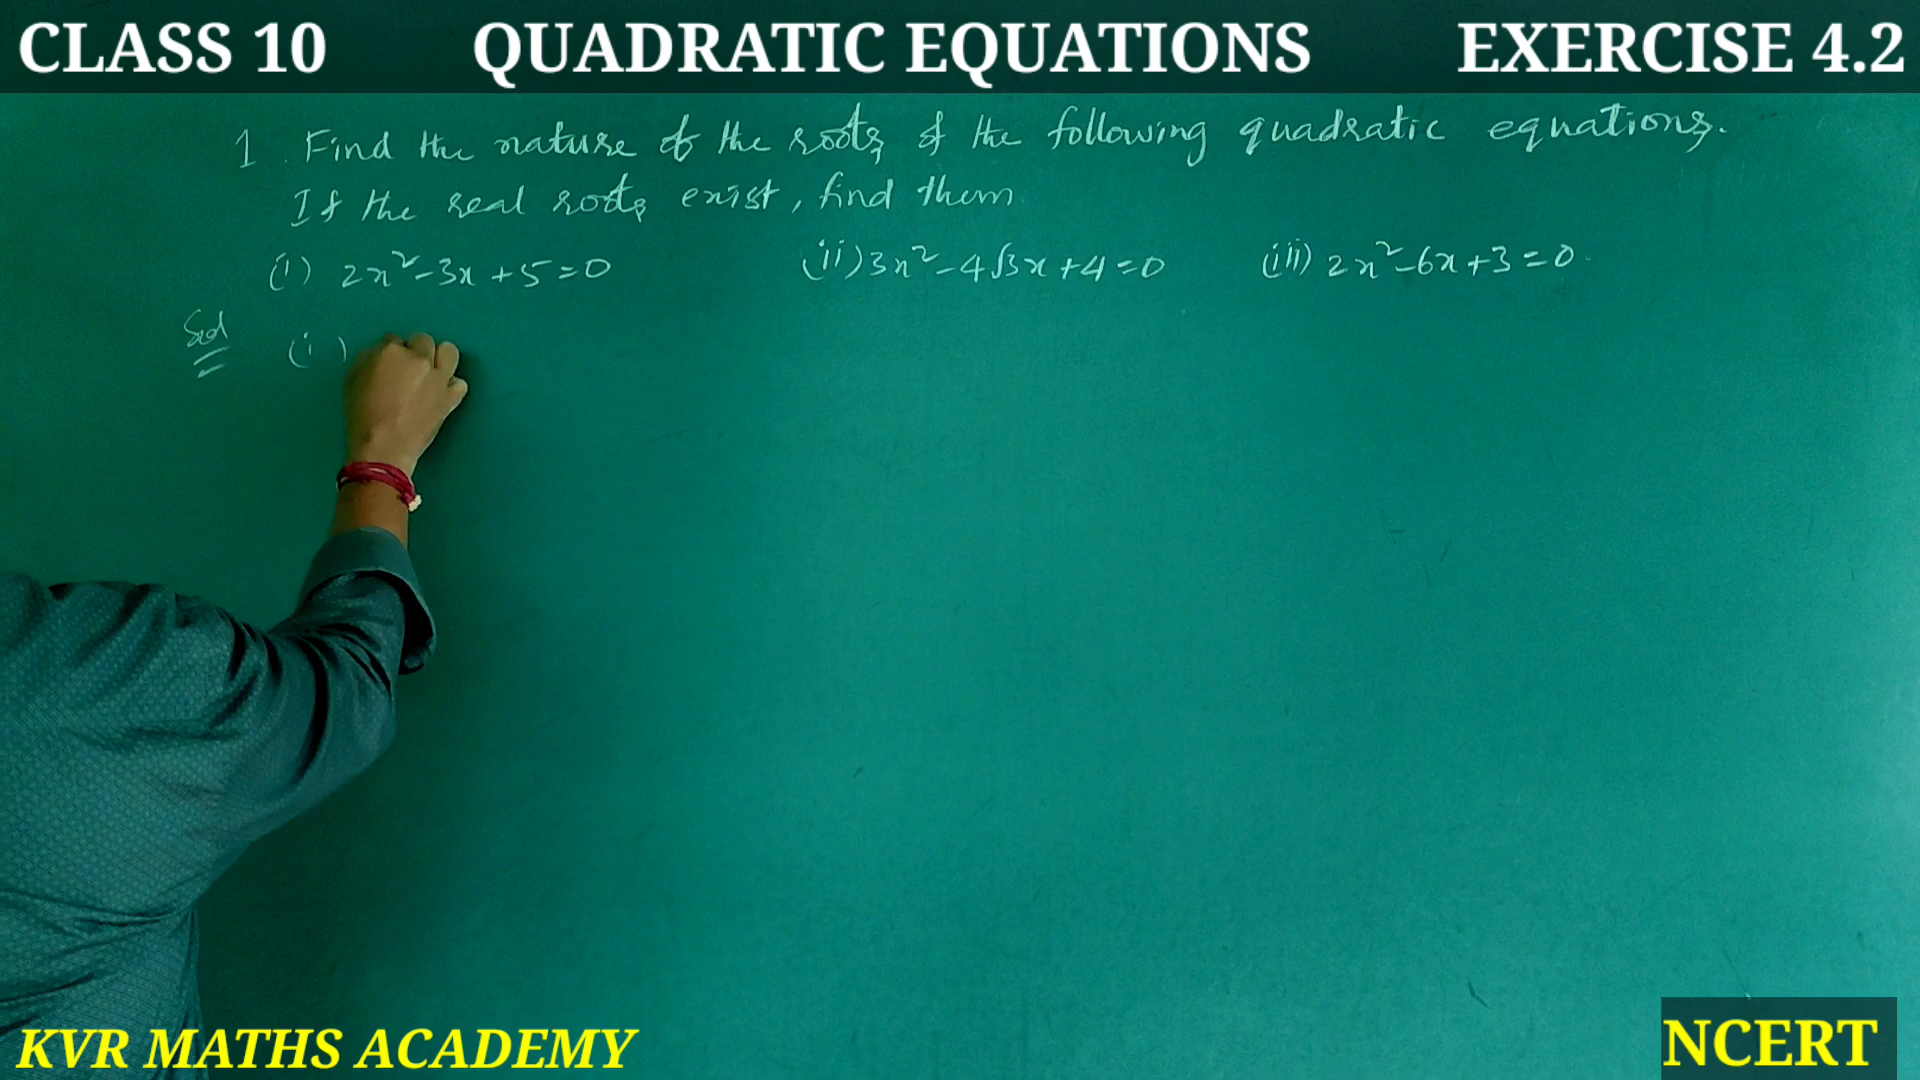 CLASS 10 QUADRATIC EQUATIONS EXERCISE 4.2
1. Find the nature of the roots of the following quadratic equations.
If the real roots exist, find them.
(i) 2x²-3x+5=0 (ii) 3x²-4√3x+4=0 (iii) 2x²-6x+3=0.
Sol (i)
KVR MATHS ACADEMY NCERT